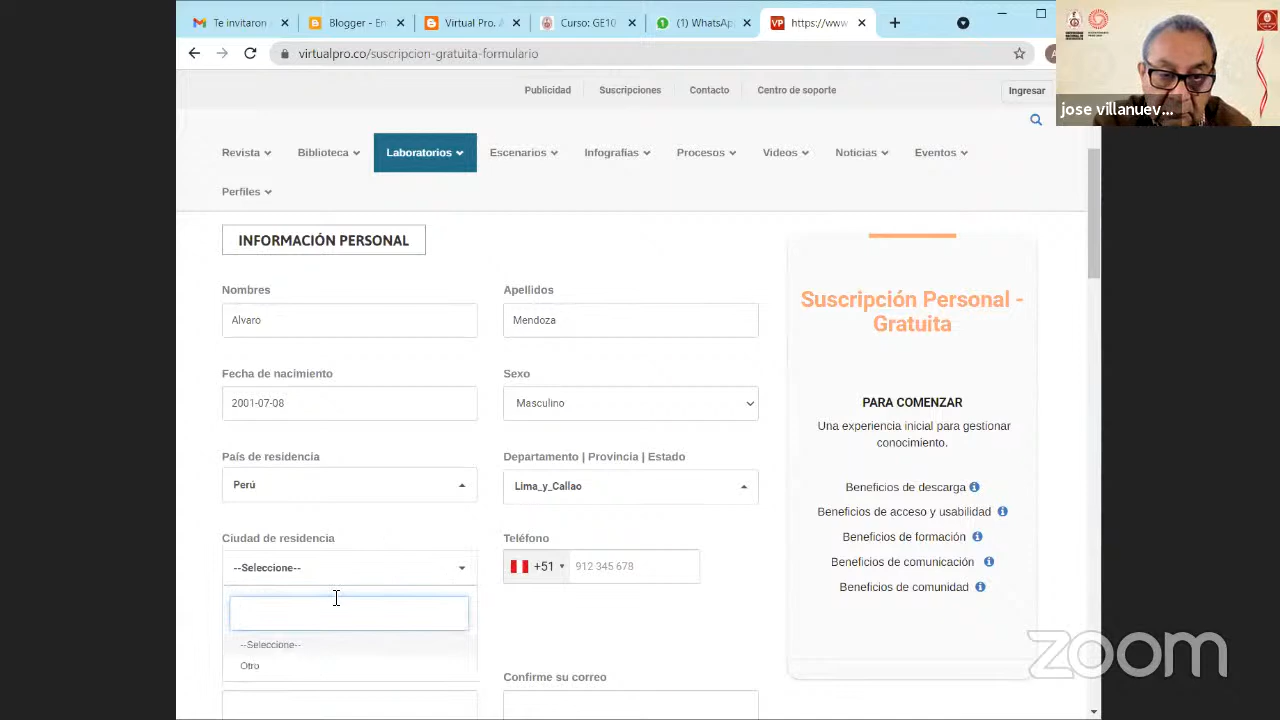 Te invitaron
Blogger - En
Virtual Pro. A
Curso: GE10
(1) WhatsAp
VP https://www
Publicidad
Suscripciones
Contacto
Centro de soporte
Ingresar
Revista
Biblioteca
Laboratorios
Escenarios
Infografías
Procesos
Videos
Noticias
Eventos
Perfiles
jose villanuev...
INFORMACIÓN PERSONAL
Nombres
Apellidos
Alvaro
Mendoza
Fecha de nacimiento
Sexo
2001-07-08
Masculino
País de residencia
Departamento | Provincia | Estado
Perú
Lima_y_Callao
Ciudad de residencia
Teléfono
--Seleccione--
+51
912 345 678
--Seleccione--
Otro
Confirme su correo
Suscripción Personal -
Gratuita
PARA COMENZAR
Una experiencia inicial para gestionar
conocimiento.
Beneficios de descarga
Beneficios de acceso y usabilidad
Beneficios de formación
Beneficios de comunicación
Beneficios de comunidad
zoom